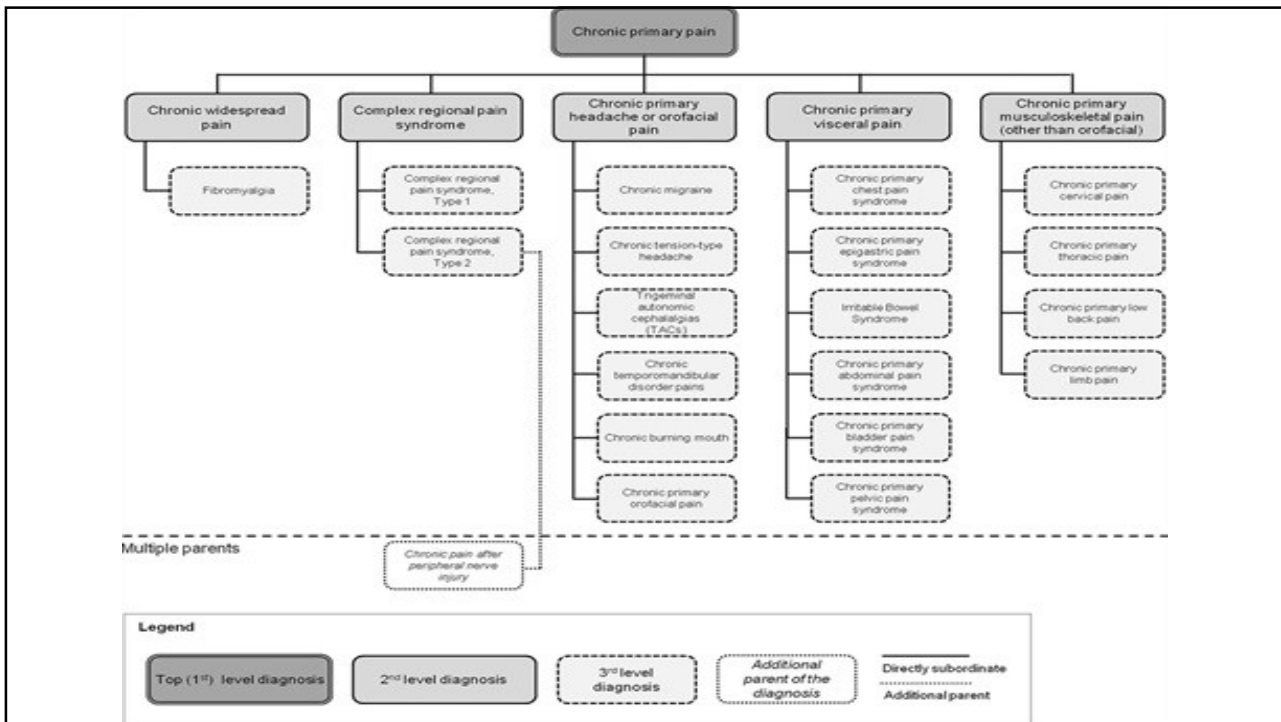 Chronic primary pain
Chronic widespread
pain
Complex regional pain
syndrome
Chronic primary
headache or orofacial
pain
Chronic primary
visceral pain
Chronic primary
musculoskeletal pain
(other than orofacial)
Fibromyalgia
Complex regional
pain syndrome,
Type 1
Complex regional
pain syndrome,
Type 2
Chronic migraine
Chronic tension-type
headache
Trigeminal
autonomic
cephalalgias
(TACs)
Chronic
temporomandibular
disorder pains
Chronic burning mouth
Chronic primary
orofacial pain
Chronic primary
chest pain
syndrome
Chronic primary
epigastric pain
syndrome
Irritable Bowel
Syndrome
Chronic primary
abdominal pain
syndrome
Chronic primary
bladder pain
syndrome
Chronic primary
pelvic pain
syndrome
Chronic primary
cervical pain
Chronic primary
thoracic pain
Chronic primary low
back pain
Chronic primary
limb pain
Multiple parents
Chronic pain after
peripheral nerve
injury
Legend
Top (1st) level diagnosis
2nd level diagnosis
3rd level
diagnosis
Additional
parent of the
diagnosis
Directly subordinate
Additional parent